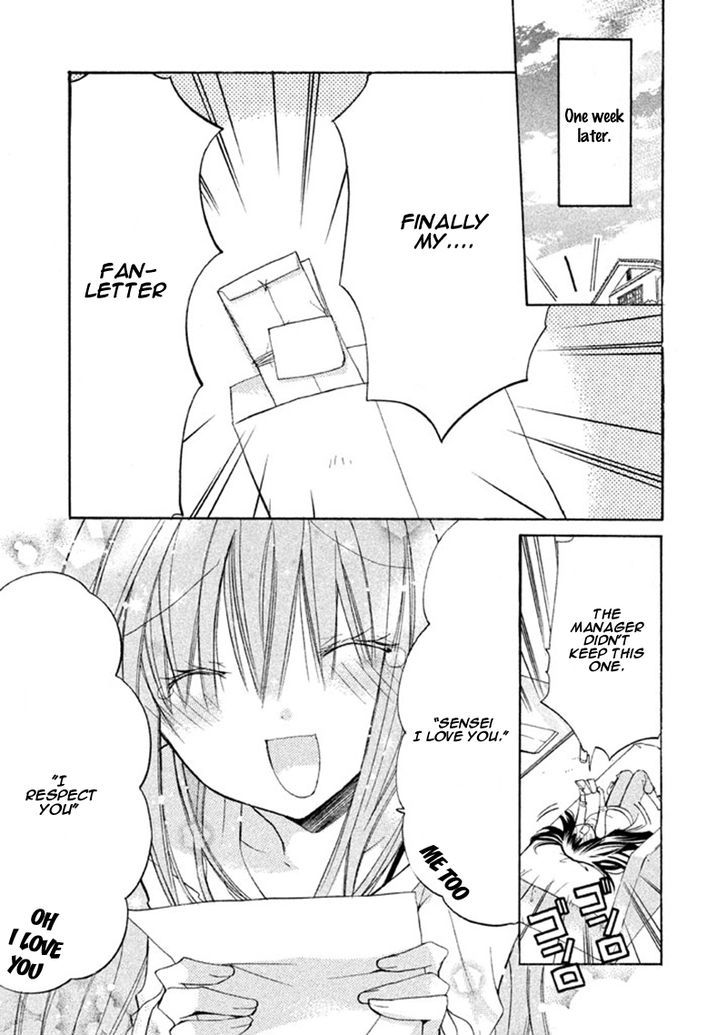 One week
later.
FINALLY
MY....
FAN-
LETTER
THE
MANAGER
DIDN'T
KEEP THIS
ONE.
ゴロ
ゴロ
"SENSEI
I LOVE YOU."
ME TOO
"I
RESPECT
YOU"
OH
I LOVE
YOU